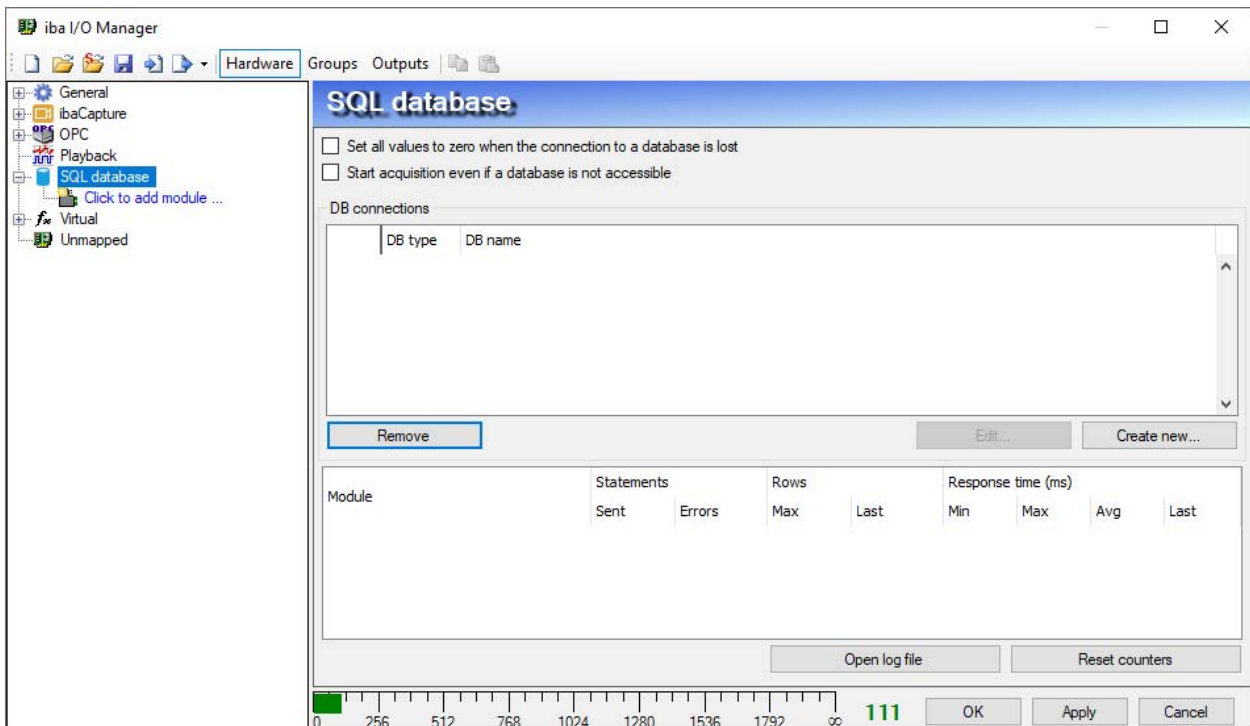 iba I/O Manager
Hardware Groups Outputs
General
ibaCapture
OPC
OPC
Playback
SQL database
Click to add module ...
fx Virtual
Unmapped
SQL database
Set all values to zero when the connection to a database is lost
Start acquisition even if a database is not accessible
DB connections
DB type DB name
Remove Edit... Create new...
Module Statements Rows Response time (ms)
Sent Errors Max Last Min Max Avg Last
Open log file Reset counters
0 256 512 768 1024 1280 1536 1792 ∞ 111 OK Apply Cancel